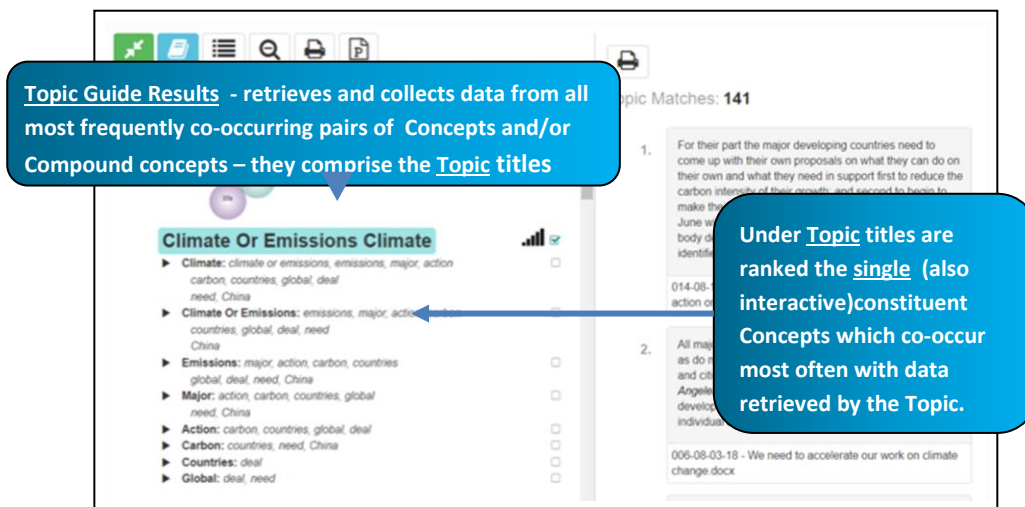 Topic Guide Results - retrieves and collects data from all
most frequently co-occurring pairs of Concepts and/or
Compound concepts – they comprise the Topic titles
life
Climate Or Emissions Climate
Climate: climate or emissions, emissions, major, action
carbon, countries, global, deal
need, China
Climate Or Emissions: emissions, major, action, carbon
countries, global, deal, need
China
Emissions: major, action, carbon, countries
global, deal, need, China
Major: action, carbon, countries, global
need, China
Action: carbon, countries, global, deal
Carbon: countries, need, China
Countries: deal
Global: deal, need
Matches: 141
1.
For their part the major developing countries need to
come up with their own proposals on what they can do on
their own and what they need in support first to reduce the
carbon intensity of their growth, and second to begin to
make the
June
body
014-08-1
action
2.
All
as do
and
Angeles
individual
006-08-03-18 - We need to accelerate our work on climate
change.docx
Under Topic titles are
ranked the single (also
interactive)constituent
Concepts which co-occur
most often with data
retrieved by the Topic.